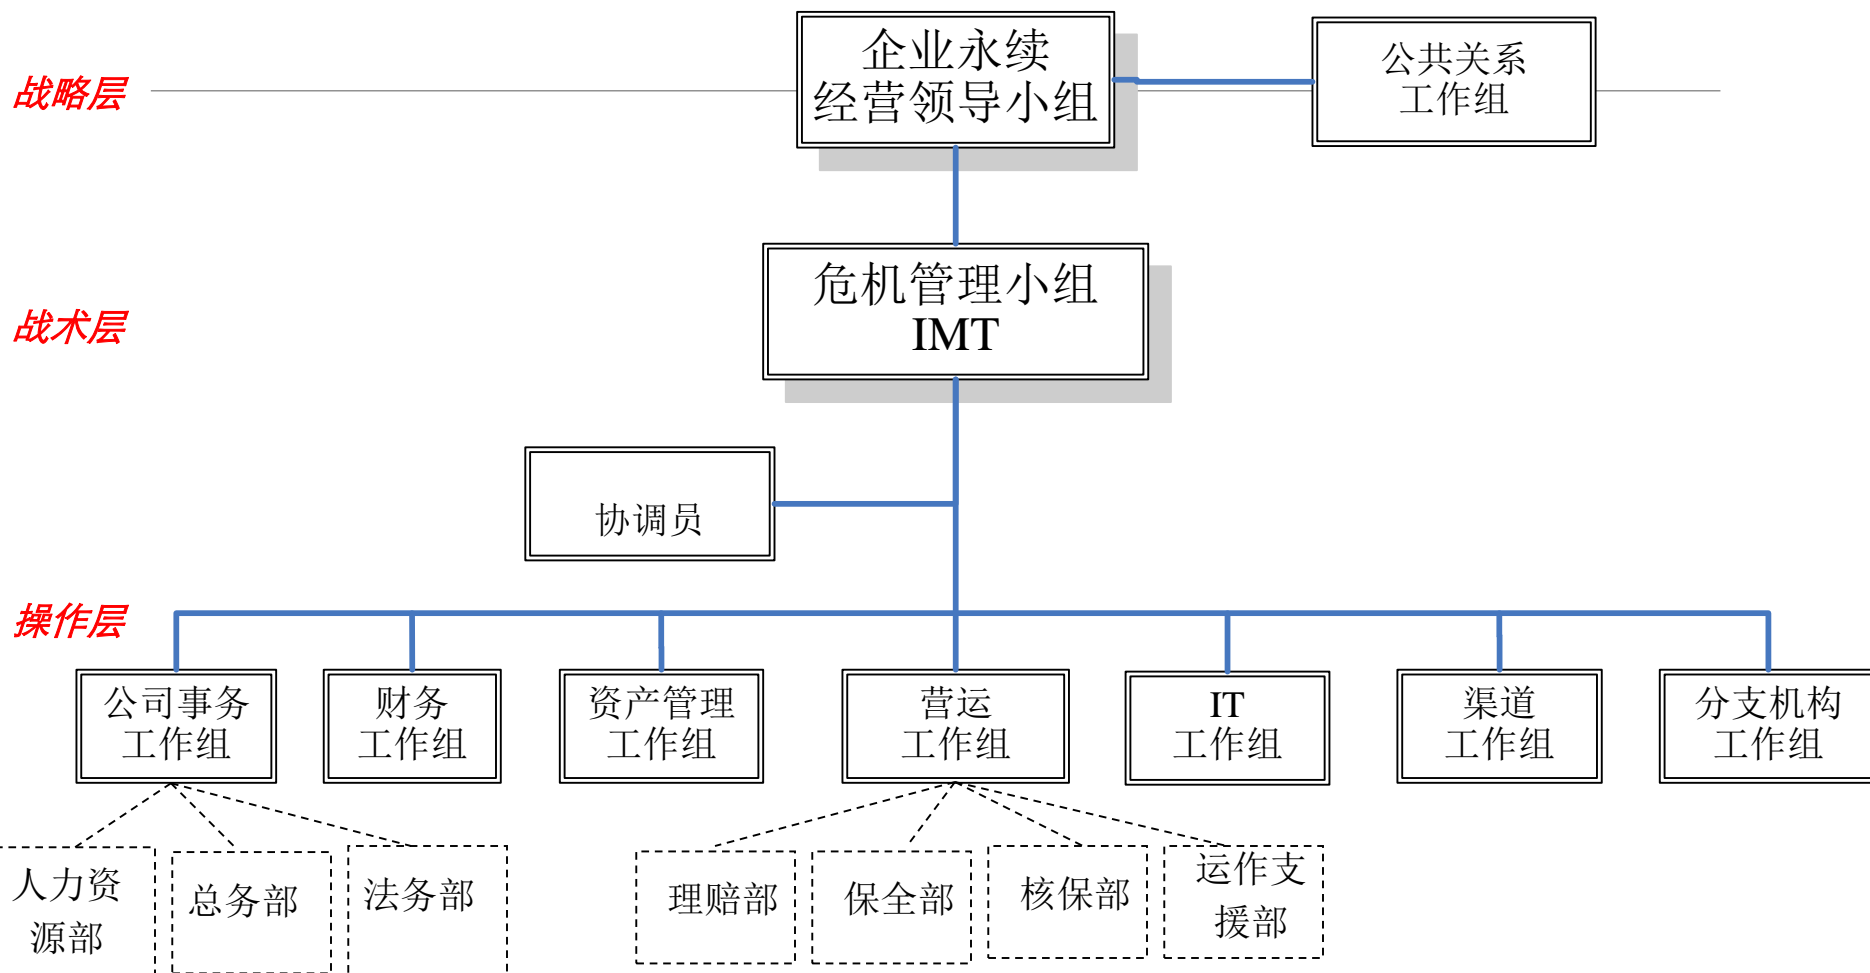 企业永续
经营领导小组
公共关系
工作组
战略层
危机管理小组
IMT
战术层
协调员
操作层
公司事务
工作组
财务
工作组
资产管理
工作组
营运
工作组
IT
工作组
渠道
工作组
分支机构
工作组
人力资
源部
总务部
法务部
理赔部
保全部
核保部
运作支
援部